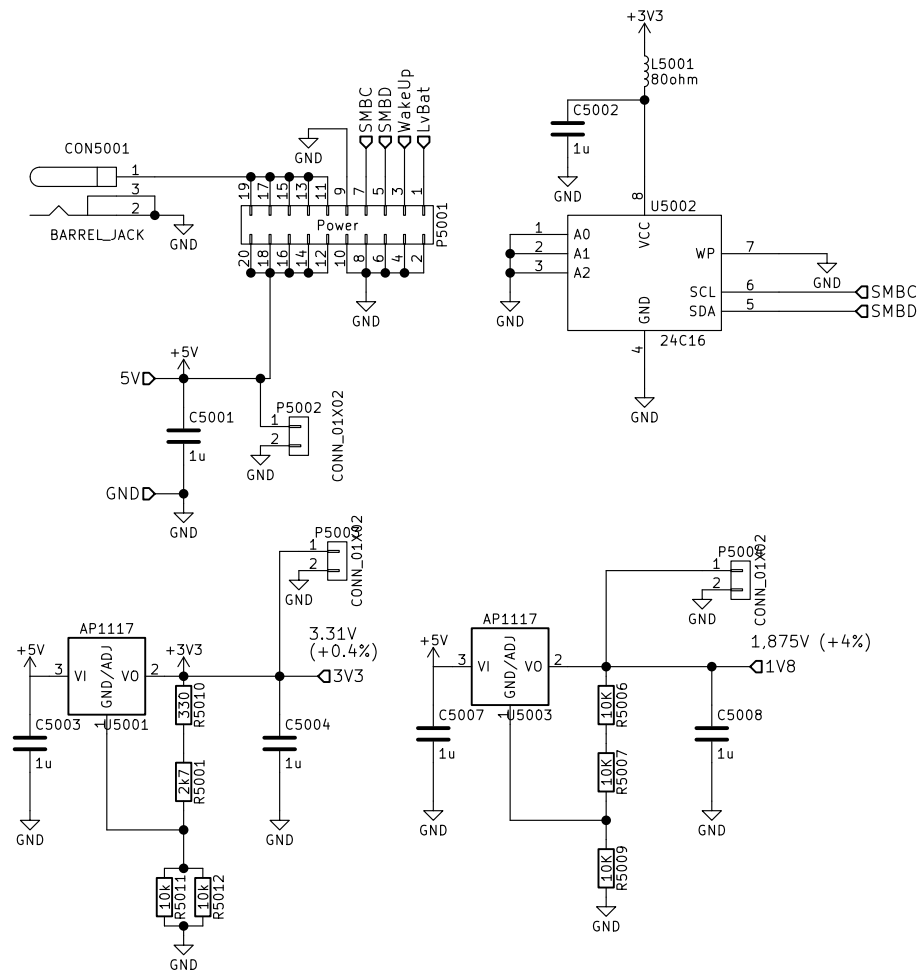 +3V3
L5001
80ohm
C5002
1u
GND
SMBC
SMBD
WakeUp
LvBat
GND
CON5001
1
3
2
BARREL_JACK
GND
19
17
15
13
11
9
7
5
3
1
Power
P5001
20
18
16
14
12
10
8
6
4
2
GND
8
U5002
VCC
1
A0
2
A1
3
A2
WP
7
GND
SCL
6
SMBC
SDA
5
SMBD
GND
4
24C16
GND
GND
+5V
5V
C5001
1u
P5002
1
2
CONN_01X02
GND
GND
GND
P5003
1
2
CONN_01X02
GND
AP1117
+5V
3
VI
GND/ADJ
VO
2
+3V3
3.31V
(+0.4%)
3V3
1
U5001
C5003
1u
GND
330
R5010
2k7
R5001
C5004
1u
GND
10k
R5011
10k
R5012
GND
P5004
1
2
CONN_01X02
GND
AP1117
+5V
3
VI
GND/ADJ
VO
2
1,875V (+4%)
1V8
1
U5003
C5007
1u
GND
10K
R5006
10K
R5007
10K
R5009
GND
C5008
1u
GND